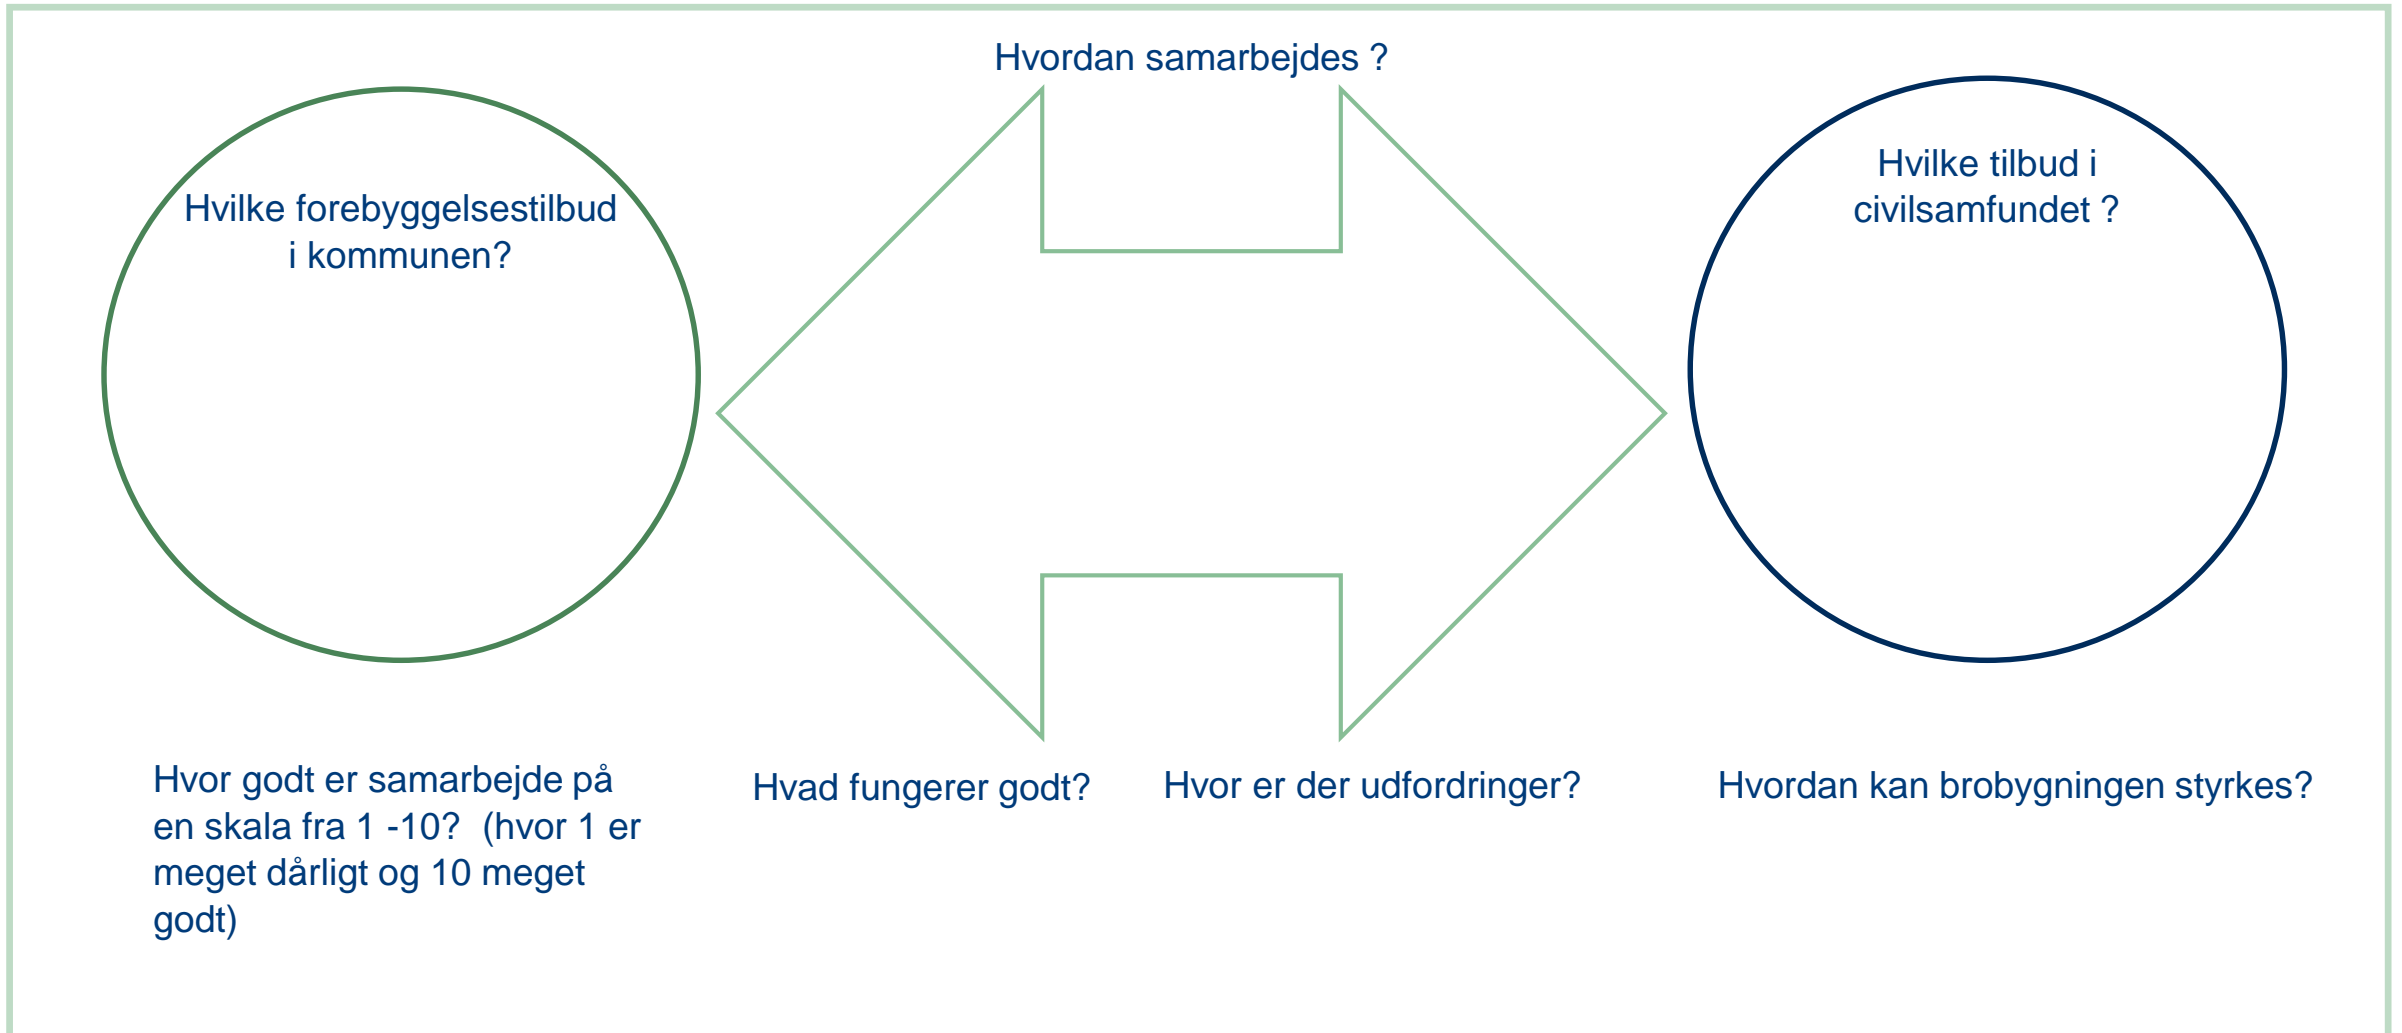 Hvordan samarbejdes ?
Hvilke forebyggelsestilbud
i kommunen?
Hvilke tilbud i
civilsamfundet ?
Hvor godt er samarbejde på
en skala fra 1 -10?  (hvor 1 er
meget dårligt og 10 meget
godt)
Hvad fungerer godt?
Hvor er der udfordringer?
Hvordan kan brobygningen styrkes?